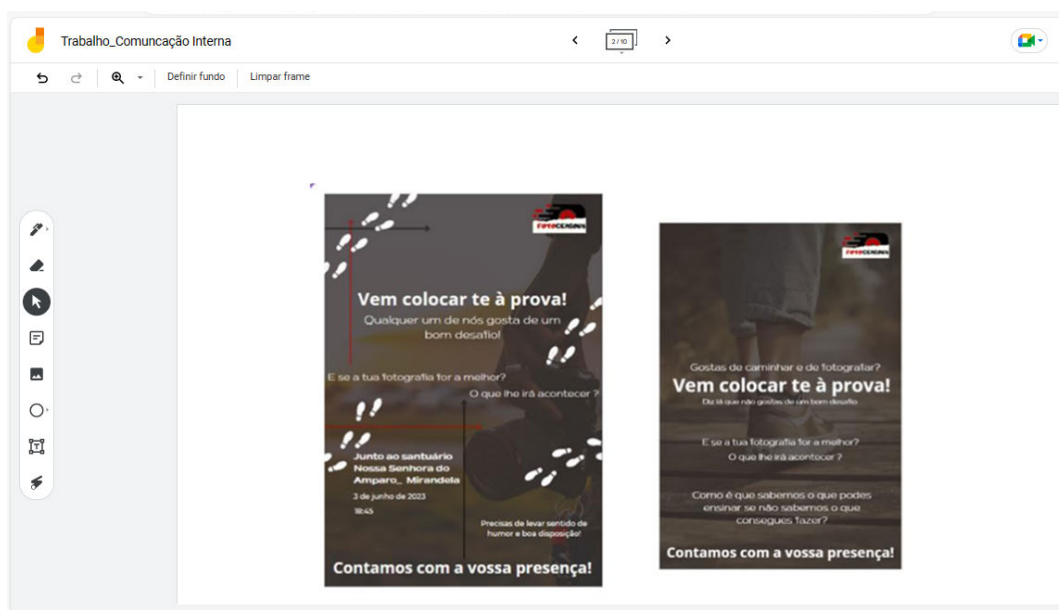 Trabalho_Comuncação Interna
2 / 10
Definir fundo
Limpar frame
FOTOCENSUS
Vem colocar te à prova!
Qualquer um de nós gosta de um
bom desafio!
E se a tua fotografia for a melhor?
O que lhe irá acontecer ?
Junto ao santuário
Nossa Senhora do
Amparo_ Mirandela
3 de junho de 2023
18:45
Precisas de levar sentido de
humor e boa disposição!
Contamos com a vossa presença!
Gostas de caminhar e de fotografar?
Vem colocar te à prova!
Diz lá que não gostas de um bom desafio
E se a tua fotografia for a melhor?
O que lhe irá acontecer ?
Como é que sabemos o que podes
ensinar se não sabemos o que
consegues fazer?
Contamos com a vossa presença!